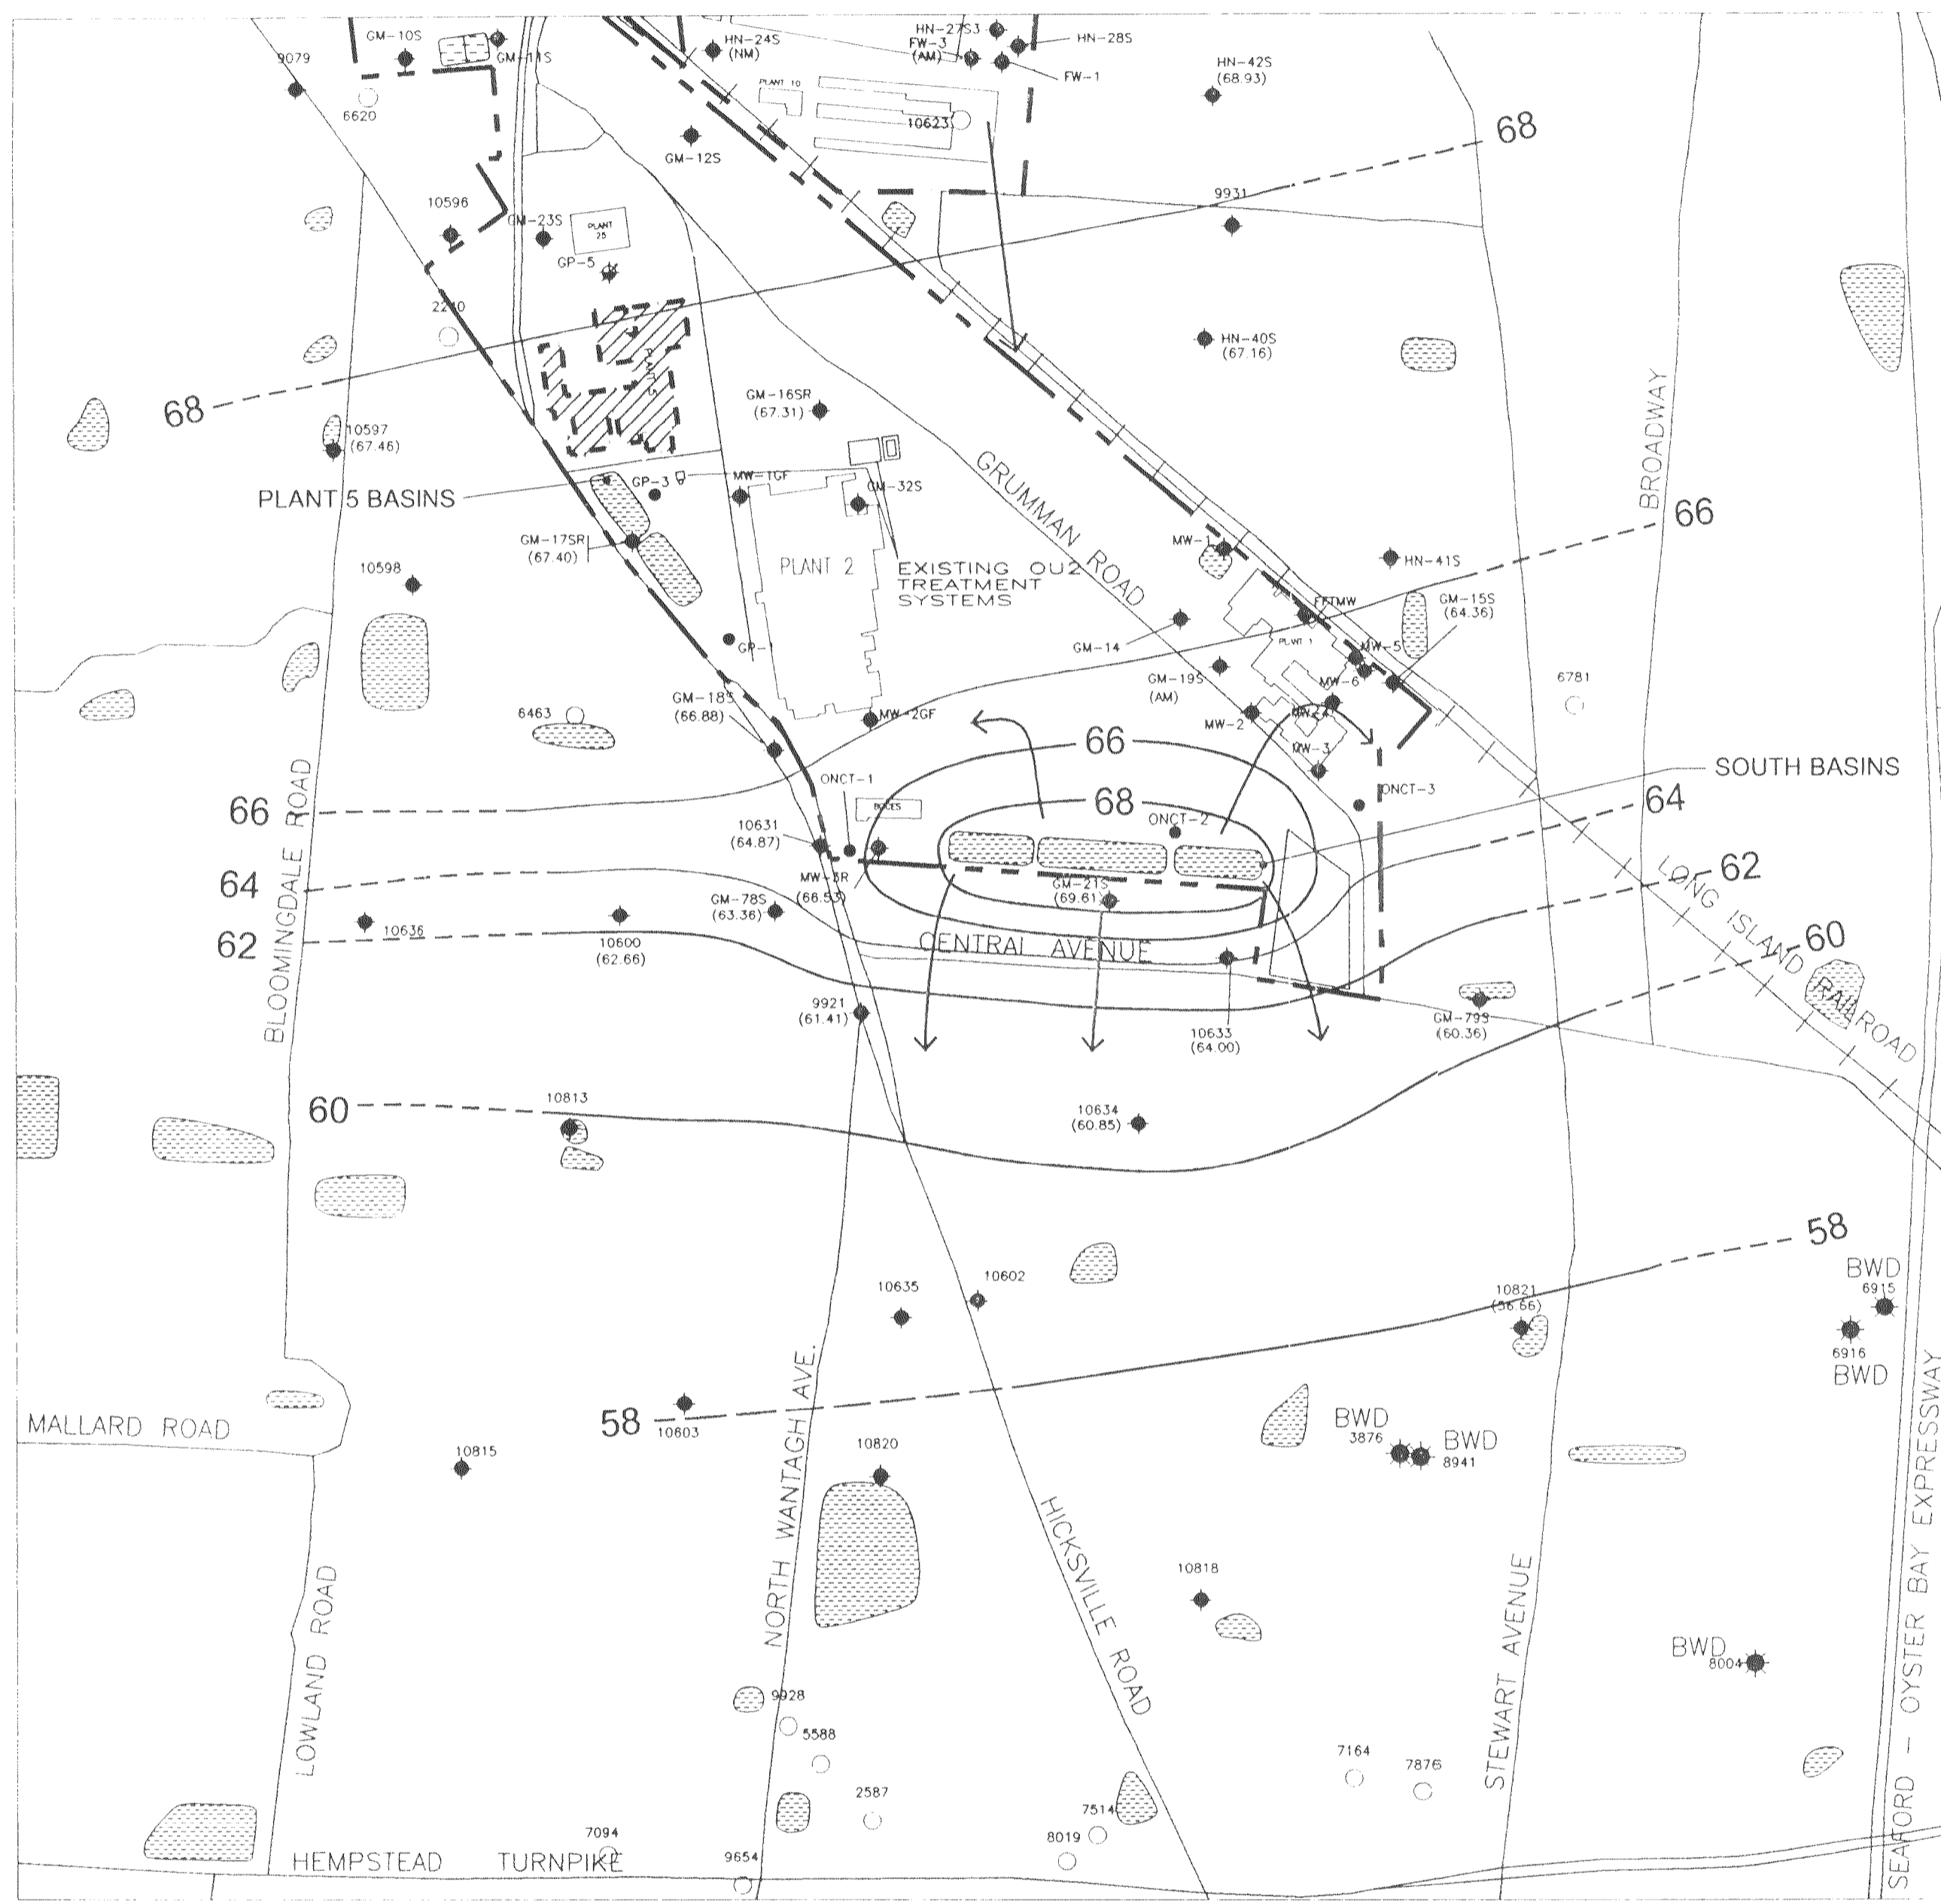 GM-10S
GM-11S
9079
6620
HN-24S
(NM)
HN-27S3
FW-3
(AM)
HN-28S
FW-1
HN-42S
(68.93)
PLANT 10
10623
GM-12S
68
9931
10596
GM-23S
PLANT
25
GP-5
2240
HN-40S
(67.16)
PLANT 5
68
GM-16SR
(67.31)
10597
(67.46)
BROADWAY
GRUMMAN ROAD
PLANT 5 BASINS
GP-3
MW-1GF
GM-32S
66
GM-17SR
(67.40)
MW-1
HN-41S
10598
PLANT 2
EXISTING OU2
TREATMENT
SYSTEMS
FFTMW
GM-15S
(64.36)
GM-14
PLANT 1
MW-5
GM-19S
(AM)
MW-6
6781
GM-18S
(66.88)
6463
MW-2GF
MW-2
MW-4
66
MW-3
SOUTH BASINS
ONCT-1
BOCES
68
ONCT-2
ONCT-3
64
66
BLOOMINGDALE ROAD
10631
(64.87)
62
LONG ISLAND RAILROAD
64
MW-3R
(66.53)
GM-21S
(69.61)
GM-78S
(63.36)
10636
10600
(62.66)
62
CENTRAL AVENUE
60
9921
(61.41)
10633
(64.00)
GM-79S
(60.36)
60
10813
10634
(60.85)
58
BWD
6915
10635
10602
10821
(56.66)
6916
BWD
58
10603
MALLARD ROAD
BWD
3876
BWD
8941
10815
10820
NORTH WANTAGH AVE.
HICKSVILLE ROAD
10818
STEWART AVENUE
SEAFORD - OYSTER BAY EXPRESSWAY
LOWLAND ROAD
BWD
8004
9928
5588
7164
7876
2587
7514
7094
8019
9654
HEMPSTEAD TURNPIKE